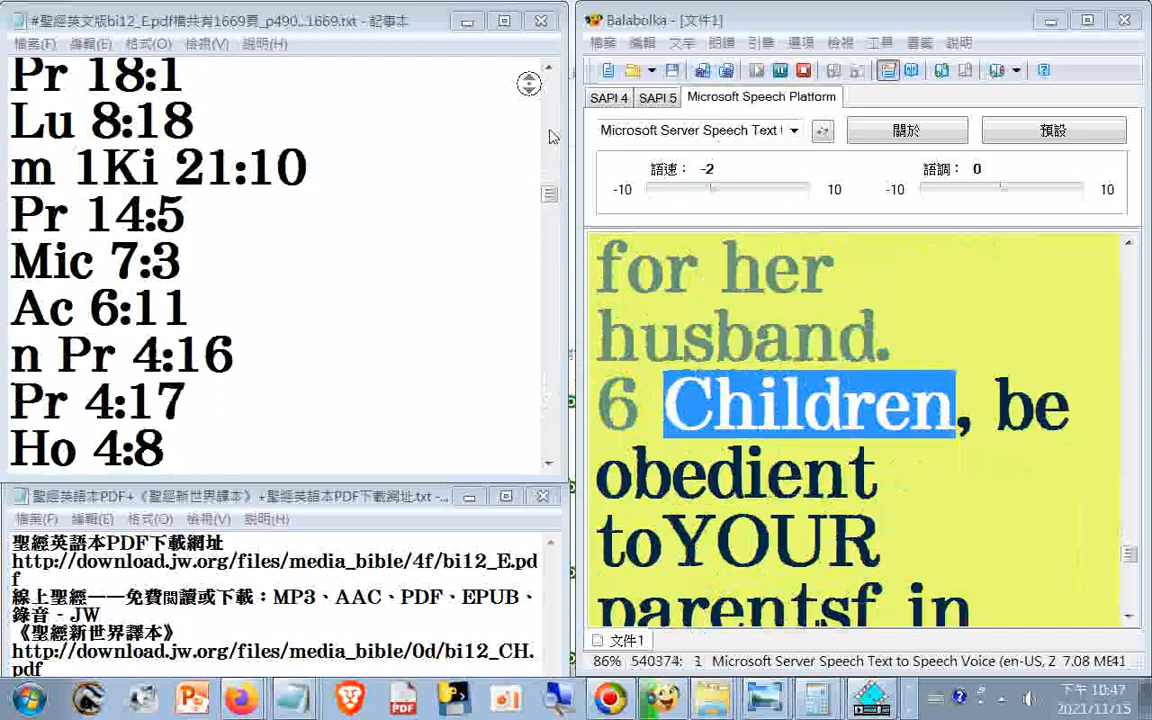 #聖經英文版bi12_E.pdf檔共有1669頁_p490...1669.txt - 記事本
檔案(F) 編輯(E) 格式(O) 檢視(V) 說明(H)
Pr 18:1
Lu 8:18
m 1Ki 21:10
Pr 14:5
Mic 7:3
Ac 6:11
n Pr 4:16
Pr 4:17
Ho 4:8
聖經英語本PDF+《聖經新世界譯本》+聖經英語本PDF下載網址.txt -...
檔案(F) 編輯(E) 格式(O) 檢視(V) 說明(H)
聖經英語本PDF下載網址
http://download.jw.org/files/media_bible/4f/bi12_E.pd
f
線上聖經——免費閱讀或下載：MP3、AAC、PDF、EPUB、
錄音 - JW
《聖經新世界譯本》
http://download.jw.org/files/media_bible/0d/bi12_CH.
pdf
Balabolka - [文件1]
檔案 編輯 文字 朗讀 引擎 選項 檢視 工具 書籤 說明
SAPI 4 SAPI 5 Microsoft Speech Platform
Microsoft Server Speech Text 關於 預設
語速： -2 語調： 0
-10 10 -10 10
for her
husband.
6 Children, be
obedient
toYOUR
parentsf in
文件1
86% 540374: 1 Microsoft Server Speech Text to Speech Voice (en-US, Z 7.08 ME41
PDF
下午 10:47
2021/11/15